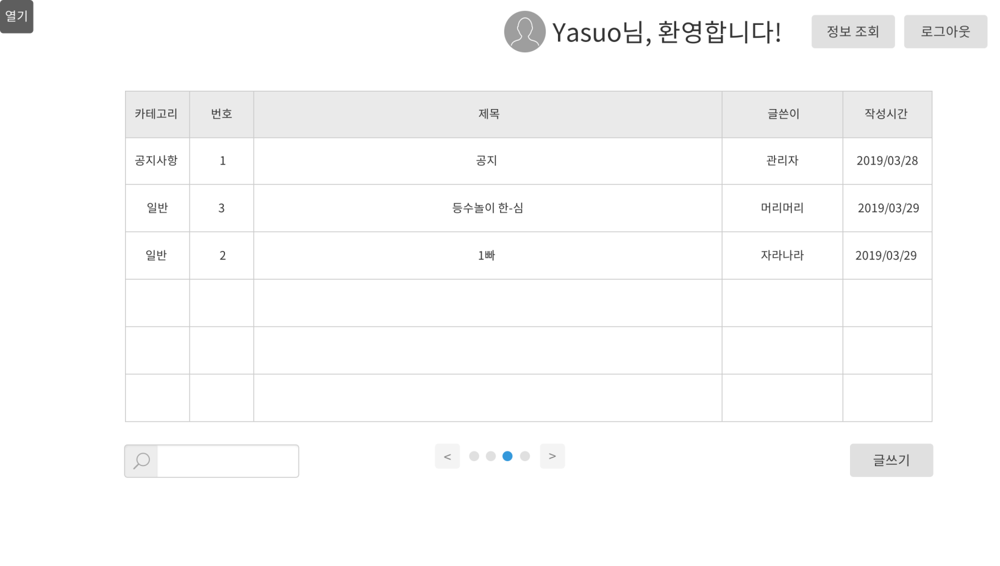 열기
Yasuo님, 환영합니다!
정보 조회
로그아웃
카테고리 번호 제목 글쓴이 작성시간
공지사항 1 공지 관리자 2019/03/28
일반 3 등수놀이 한-심 머리머리 2019/03/29
일반 2 1빠 자라나라 2019/03/29
< >
글쓰기